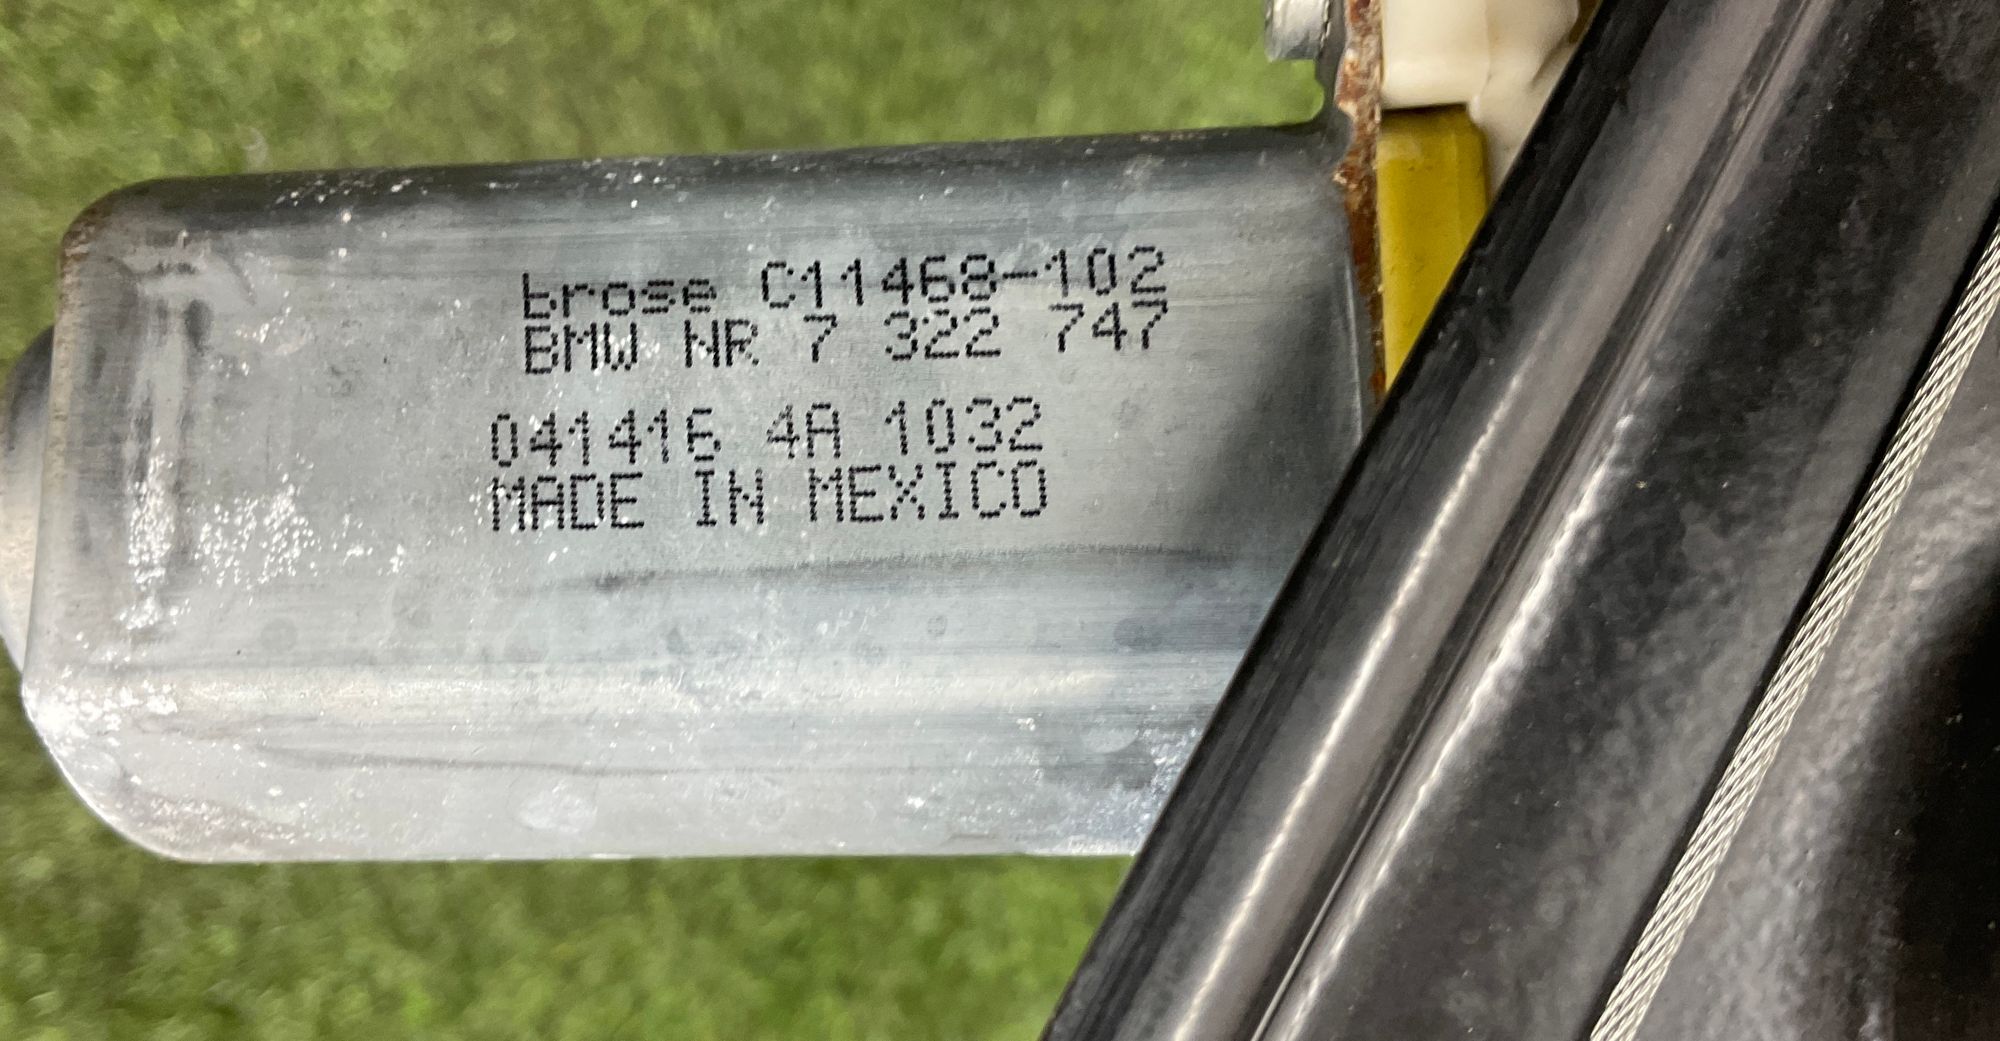 brose C11468-102
BMW NR 7 322 747
041416 4A 1032
MADE IN MEXICO